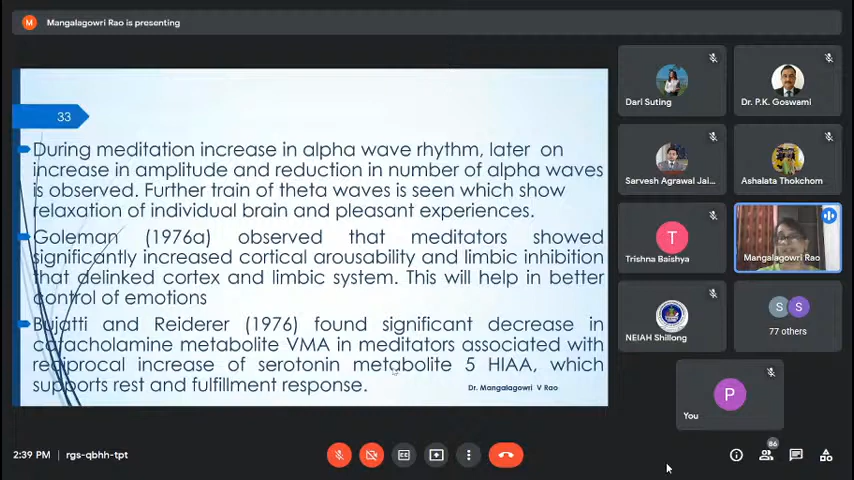 M Mangalagowri Rao is presenting
33
During meditation increase in alpha wave rhythm, later on
increase in amplitude and reduction in number of alpha waves
is observed. Further train of theta waves is seen which show
relaxation of individual brain and pleasant experiences.
Goleman (1976a) observed that meditators showed
significantly increased cortical arousability and limbic inhibition
that delinked cortex and limbic system. This will help in better
control of emotions
Bujatti and Reiderer (1976) found significant decrease in
catacholamine metabolite VMA in meditators associated with
reciprocal increase of serotonin metabolite 5 HIAA, which
supports rest and fulfillment response.
Dr. Mangalagowri V Rao
Dari Suting
Dr. P.K. Goswami
Sarvesh Agrawal Jai...
Ashalata Thokchom
T
Trishna Baishya
Mangalagowri Rao
NEIAH Shillong
S S
77 others
P
You
2:39 PM rgs-qbhh-tpt
86